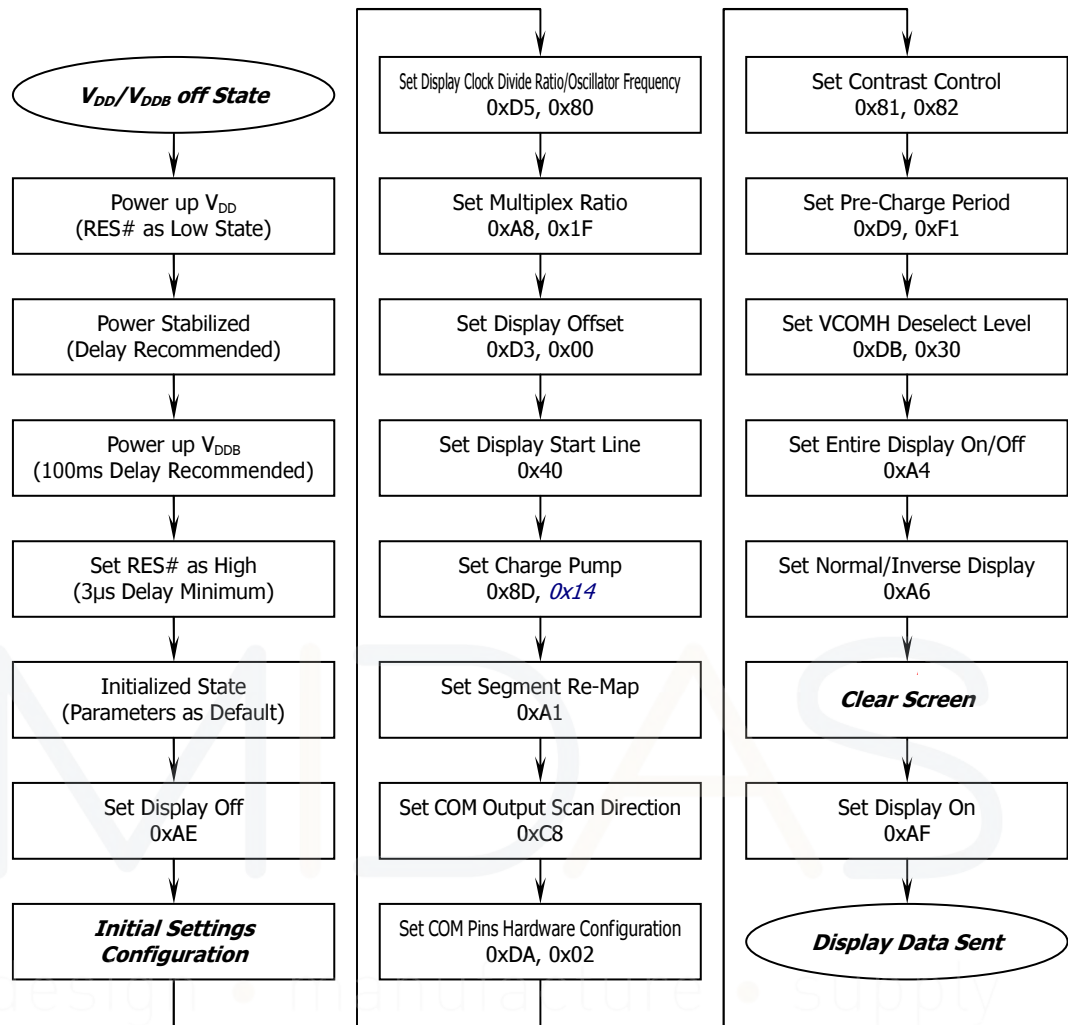 V_DD/V_DDB off State
Power up V_DD
(RES# as Low State)
Power Stabilized
(Delay Recommended)
Power up V_DDB
(100ms Delay Recommended)
Set RES# as High
(3μs Delay Minimum)
Initialized State
(Parameters as Default)
Set Display Off
0xAE
Initial Settings
Configuration
Set Display Clock Divide Ratio/Oscillator Frequency
0xD5, 0x80
Set Multiplex Ratio
0xA8, 0x1F
Set Display Offset
0xD3, 0x00
Set Display Start Line
0x40
Set Charge Pump
0x8D, 0x14
Set Segment Re-Map
0xA1
Set COM Output Scan Direction
0xC8
Set COM Pins Hardware Configuration
0xDA, 0x02
Set Contrast Control
0x81, 0x82
Set Pre-Charge Period
0xD9, 0xF1
Set VCOMH Deselect Level
0xDB, 0x30
Set Entire Display On/Off
0xA4
Set Normal/Inverse Display
0xA6
Clear Screen
Set Display On
0xAF
Display Data Sent
MIDAS
design • manufacture • supply